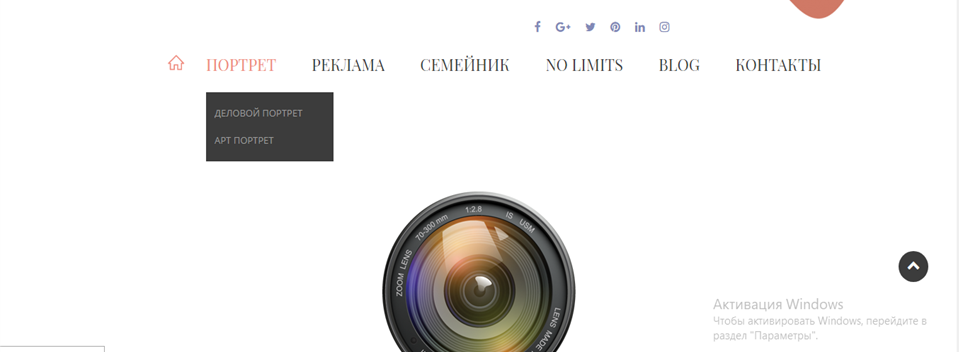 ПОРТРЕТ РЕКЛАМА СЕМЕЙНИК NO LIMITS BLOG КОНТАКТЫ
ДЕЛОВОЙ ПОРТРЕТ
АРТ ПОРТРЕТ
ZOOM LENS 70-300 mm 1:2.8 IS USM
LENS MADE
Активация Windows
Чтобы активировать Windows, перейдите в
раздел "Параметры".